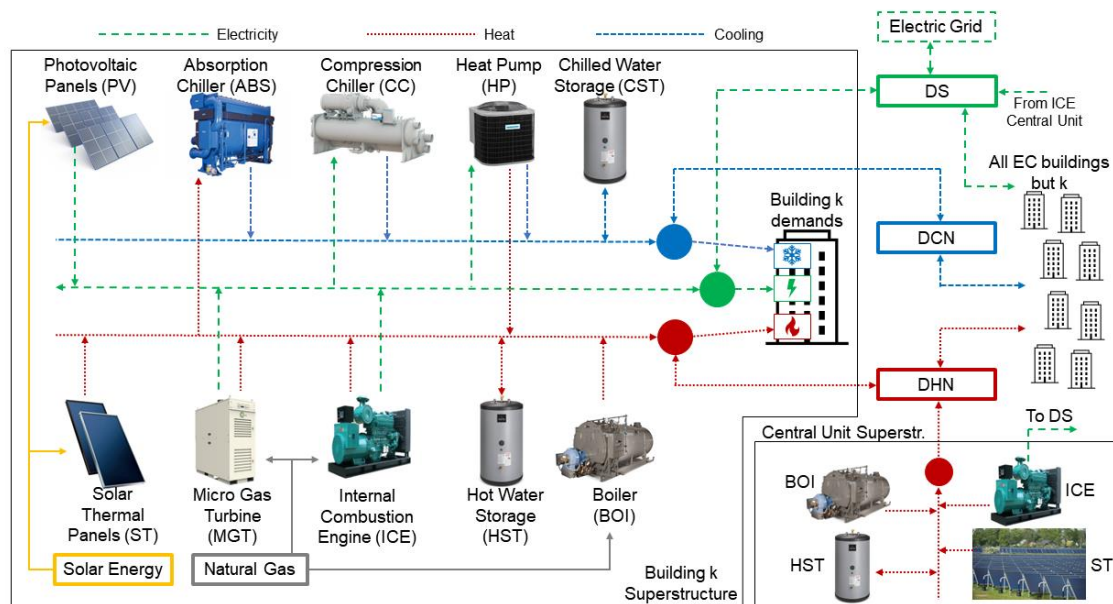 Electricity
Heat
Cooling
Electric Grid
Photovoltaic
Panels (PV)
Absorption
Chiller (ABS)
Compression
Chiller (CC)
Heat Pump
(HP)
Chilled Water
Storage (CST)
DS
From ICE
Central Unit
All EC buildings
but k
Building k
demands
DCN
DHN
To DS
Central Unit Superstr.
BOI
ICE
HST
ST
Solar
Thermal
Panels (ST)
Micro Gas
Turbine
(MGT)
Internal
Combustion
Engine (ICE)
Hot Water
Storage
(HST)
Boiler
(BOI)
Solar Energy
Natural Gas
Building k
Superstructure